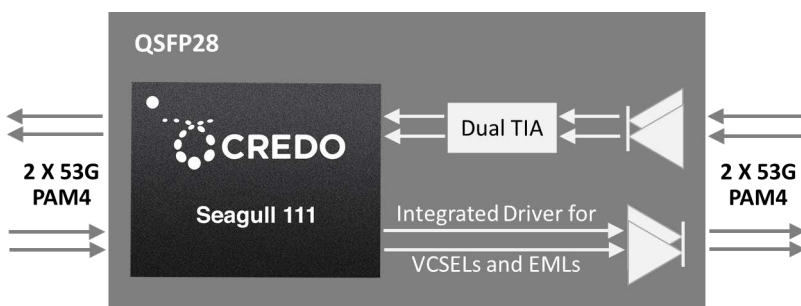 QSFP28
CREDO
Seagull 111
Dual TIA
Integrated Driver for
VCSELs and EMLs
2 X 53G
PAM4
2 X 53G
PAM4